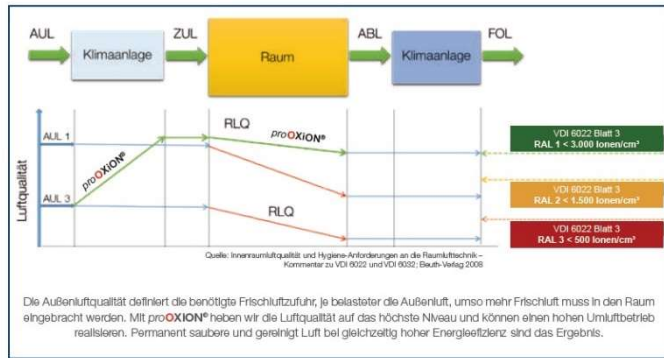 AUL
ZUL
ABL
FOL
Klimaanlage
Raum
Klimaanlage
RLQ
AUL 1
proOXiON®
proOXiON®
VDI 6022 Blatt 3
RAL 1 < 3.000 Ionen/cm³
Luftqualität
VDI 6022 Blatt 3
RAL 2 < 1.500 Ionen/cm³
AUL 3
RLQ
VDI 6022 Blatt 3
RAL 3 < 500 Ionen/cm³
Quelle: Innenraumluftqualität und Hygiene-Anforderungen an die Raumlufttechnik –
Kommentar zu VDI 6022 und VDI 6032; Beuth-Verlag 2008
Die Außenluftqualität definiert die benötigte Frischluftzufuhr, je belasteter die Außenluft, umso mehr Frischluft muss in den Raum
eingebracht werden. Mit proOXION® heben wir die Luftqualität auf das höchste Niveau und können einen hohen Umluftbetrieb
realisieren. Permanent saubere und gereinigt Luft bei gleichzeitig hoher Energieeffizienz sind das Ergebnis.